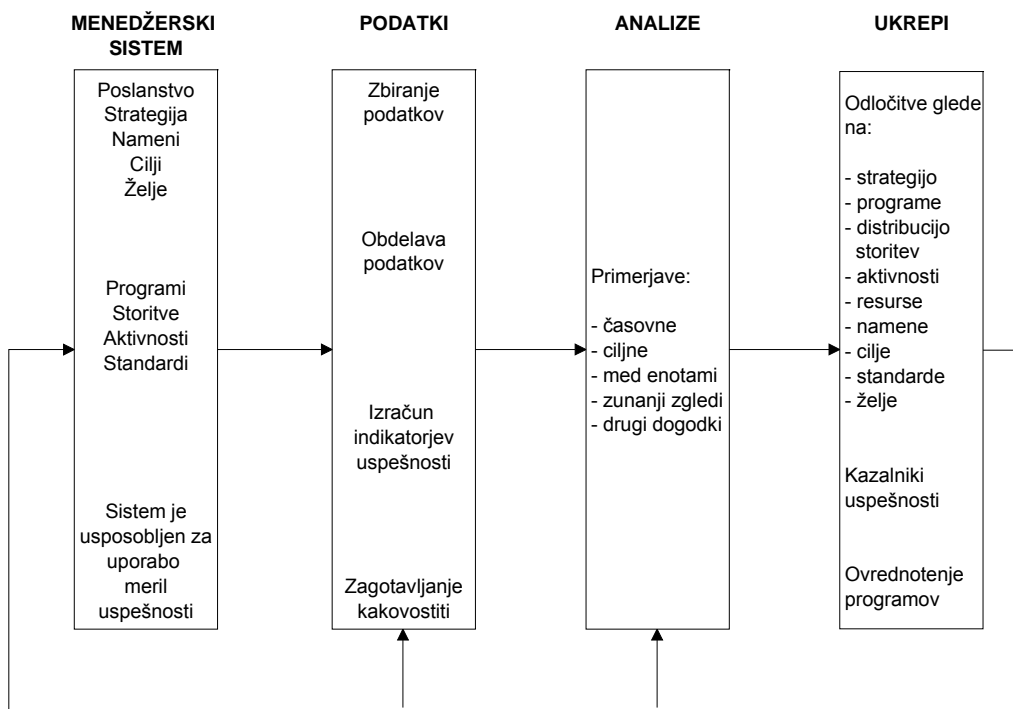 MENEDŽERSKI
SISTEM
PODATKI
ANALIZE
UKREPI
Poslanstvo
Strategija
Nameni
Cilji
Želje
Programi
Storitve
Aktivnosti
Standardi
Sistem je
usposobljen za
uporabo
meril
uspešnosti
Zbiranje
podatkov
Obdelava
podatkov
Izračun
indikatorjev
uspešnosti
Zagotavljanje
kakovostiti
Primerjave:
- časovne
- ciljne
- med enotami
- zunanji zgledi
- drugi dogodki
Odločitve glede
na:
- strategijo
- programe
- distribucijo
storitev
- aktivnosti
- resurse
- namene
- cilje
- standarde
- želje
Kazalniki
uspešnosti
Ovrednotenje
programov